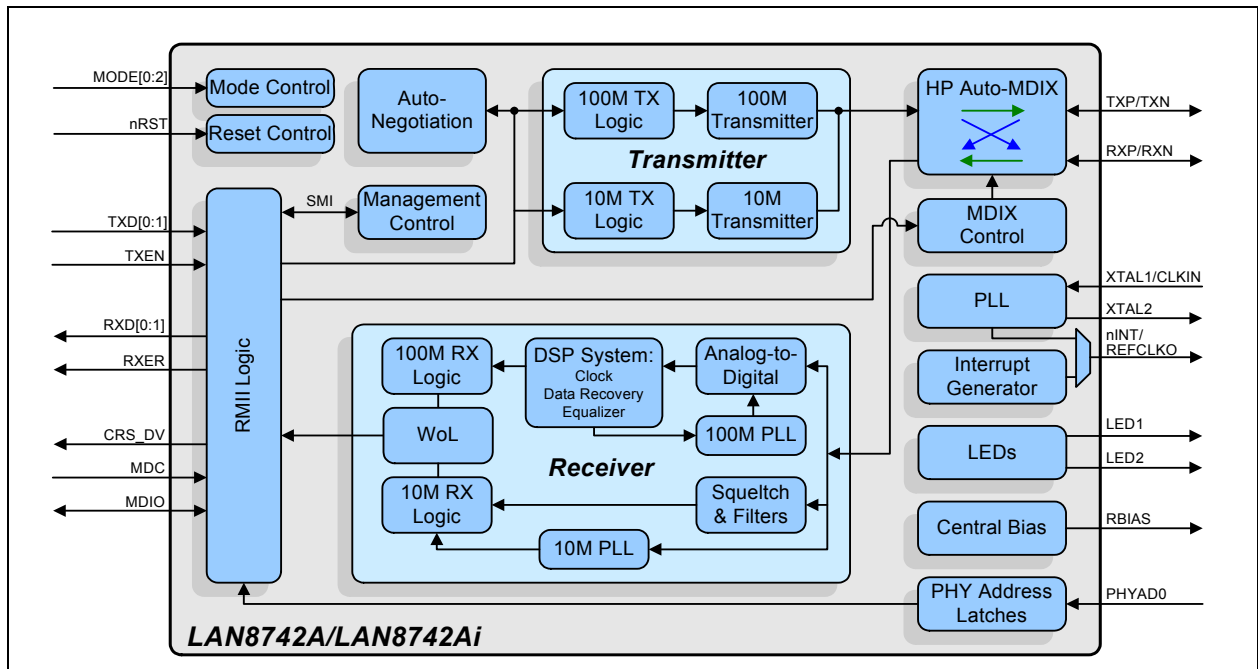 MODE[0:2]
nRST
TXD[0:1]
TXEN
RXD[0:1]
RXER
CRS_DV
MDC
MDIO
Mode Control
Reset Control
RMII Logic
Auto-
Negotiation
SMI
Management
Control
100M TX
Logic
100M
Transmitter
Transmitter
10M TX
Logic
10M
Transmitter
100M RX
Logic
DSP System:
Clock
Data Recovery
Equalizer
Analog-to-
Digital
100M PLL
WoL
Receiver
10M RX
Logic
Squeltch
& Filters
10M PLL
HP Auto-MDIX
MDIX
Control
PLL
Interrupt
Generator
LEDs
Central Bias
PHY Address
Latches
TXP/TXN
RXP/RXN
XTAL1/CLKIN
XTAL2
nINT/
REFCLKO
LED1
LED2
RBIAS
PHYAD0
LAN8742A/LAN8742Ai